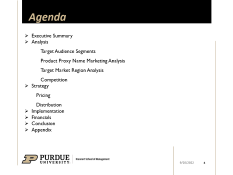 Agenda
➢ Executive Summary
➢ Analysis
Target Audience Segments
Product Proxy Name Marketing Analysis
Target Market Region Analysis
Competition
➢ Strategy
Pricing
Distribution
➢ Implementation
➢ Financials
➢ Conclusion
➢ Appendix
PURDUE
UNIVERSITY